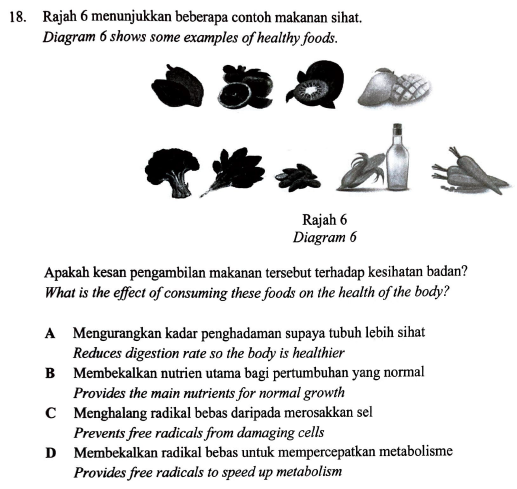 18. Rajah 6 menunjukkan beberapa contoh makanan sihat.
Diagram 6 shows some examples of healthy foods.
Rajah 6
Diagram 6
Apakah kesan pengambilan makanan tersebut terhadap kesihatan badan?
What is the effect of consuming these foods on the health of the body?
A Mengurangkan kadar penghadaman supaya tubuh lebih sihat
Reduces digestion rate so the body is healthier
B Membekalkan nutrien utama bagi pertumbuhan yang normal
Provides the main nutrients for normal growth
C Menghalang radikal bebas daripada merosakkan sel
Prevents free radicals from damaging cells
D Membekalkan radikal bebas untuk mempercepatkan metabolisme
Provides free radicals to speed up metabolism